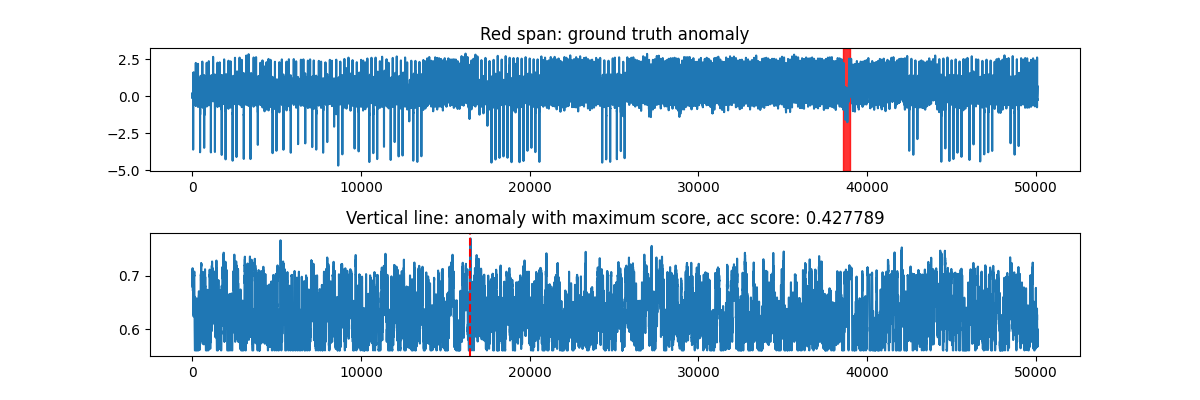 Red span: ground truth anomaly
2.5
0.0
−2.5
−5.0
0 10000 20000 30000 40000 50000
Vertical line: anomaly with maximum score, acc score: 0.427789
0.7
0.6
0 10000 20000 30000 40000 50000